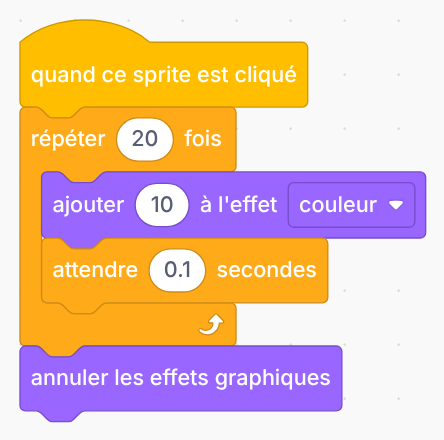 quand ce sprite est cliqué
répéter 20 fois
ajouter 10 à l'effet couleur
attendre 0.1 secondes
annuler les effets graphiques